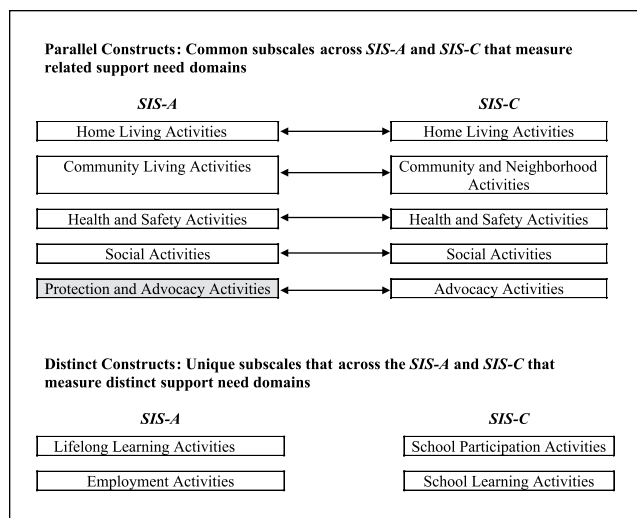 Parallel Constructs: Common subscales across SIS-A and SIS-C that measure
related support need domains
SIS-A SIS-C
Home Living Activities Home Living Activities
Community Living Activities Community and Neighborhood
Activities
Health and Safety Activities Health and Safety Activities
Social Activities Social Activities
Protection and Advocacy Activities Advocacy Activities
Distinct Constructs: Unique subscales that across the SIS-A and SIS-C that
measure distinct support need domains
SIS-A SIS-C
Lifelong Learning Activities School Participation Activities
Employment Activities School Learning Activities